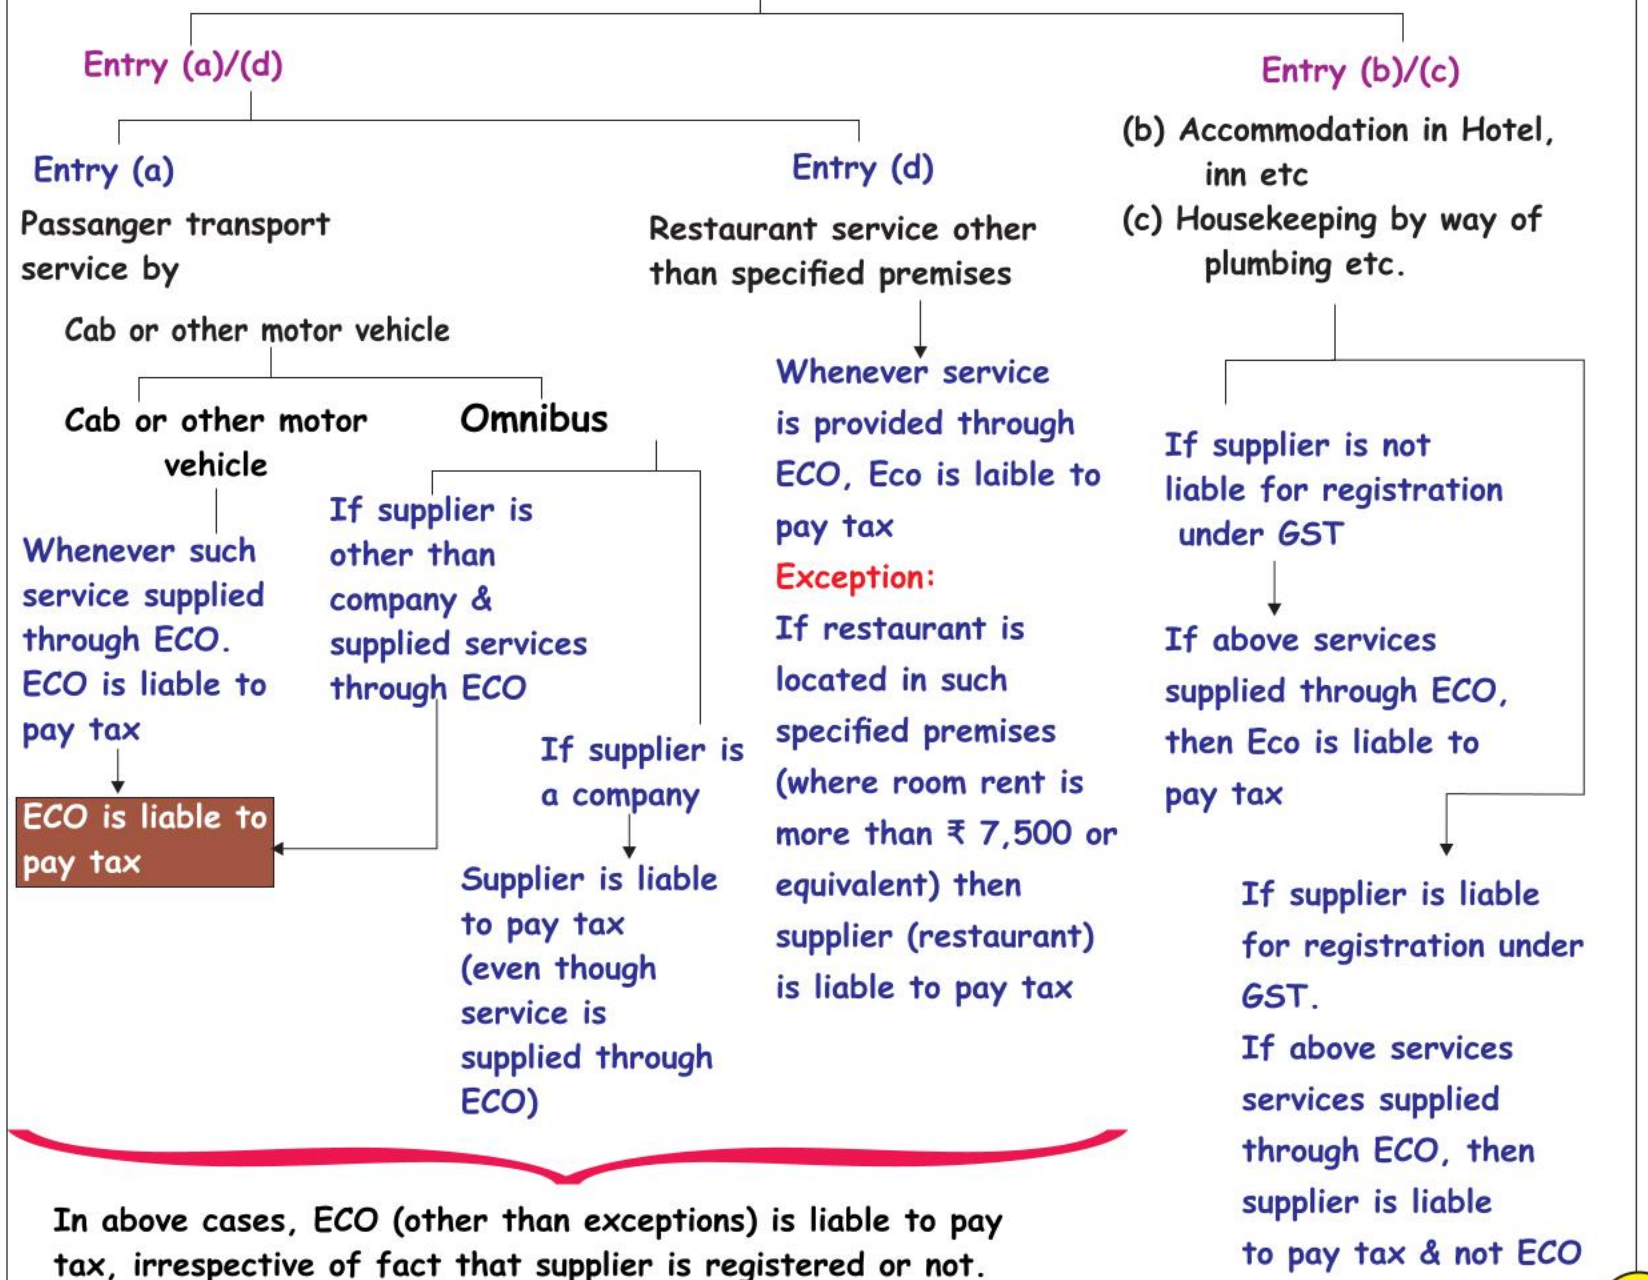 Entry (a)/(d)
Entry (a)
Passanger transport
service by
Cab or other motor vehicle
Cab or other motor
vehicle
Whenever such
service supplied
through ECO.
ECO is liable to
pay tax
ECO is liable to
pay tax
Omnibus
If supplier is
other than
company &
supplied services
through ECO
If supplier is
a company
Supplier is liable
to pay tax
(even though
service is
supplied through
ECO)
Entry (d)
Restaurant service other
than specified premises
Whenever service
is provided through
ECO, Eco is laible to
pay tax
Exception:
If restaurant is
located in such
specified premises
(where room rent is
more than ₹ 7,500 or
equivalent) then
supplier (restaurant)
is liable to pay tax
In above cases, ECO (other than exceptions) is liable to pay
tax, irrespective of fact that supplier is registered or not.
Entry (b)/(c)
(b) Accommodation in Hotel,
inn etc
(c) Housekeeping by way of
plumbing etc.
If supplier is not
liable for registration
under GST
If above services
supplied through ECO,
then Eco is liable to
pay tax
If supplier is liable
for registration under
GST.
If above services
services supplied
through ECO, then
supplier is liable
to pay tax & not ECO